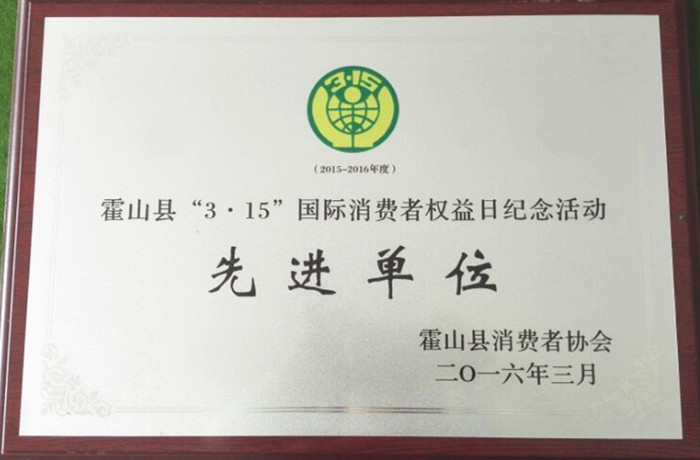 3·15
(2015-2016年度)
霍山县“3·15”国际消费者权益日纪念活动
先进单位
霍山县消费者协会
二O一六年三月